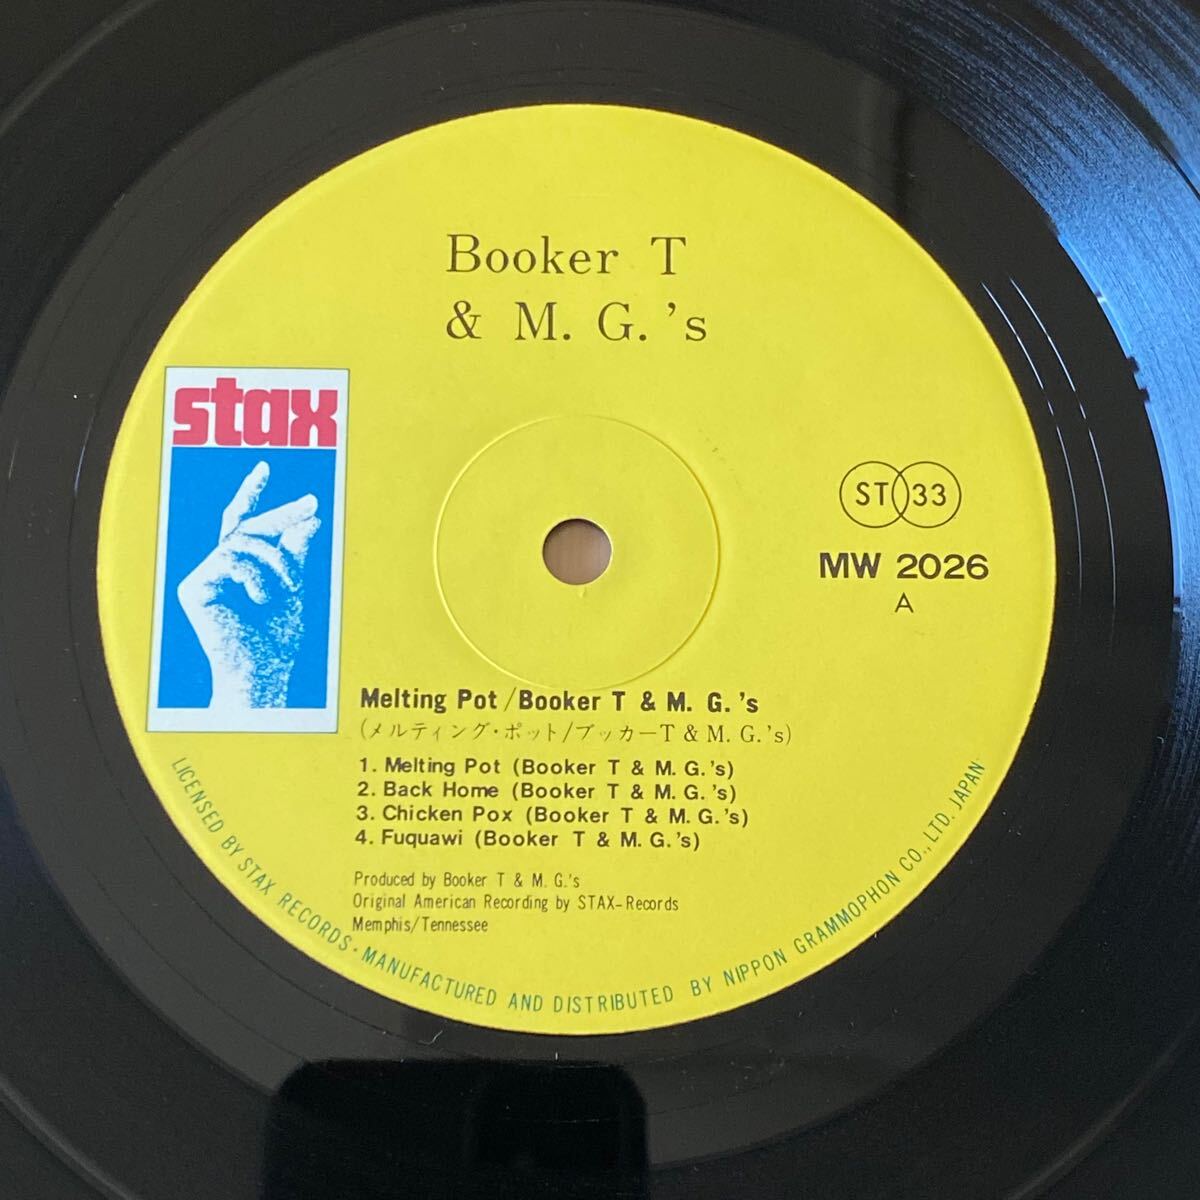 Booker T
& M. G.'s
stax
ST 33
MW 2026
A
Melting Pot/Booker T & M. G.'s
(メルティング・ポット/ブッカーT & M. G.'s)
1. Melting Pot (Booker T & M. G.'s)
2. Back Home (Booker T & M. G.'s)
3. Chicken Pox (Booker T & M. G.'s)
4. Fuquawi (Booker T & M. G.'s)
Produced by Booker T & M. G.'s
Original American Recording by STAX-Records
Memphis/Tennessee
LICENSED BY STAX RECORDS・MANUFACTURED AND DISTRIBUTED BY NIPPON GRAMMOPHON CO., LTD. JAPAN